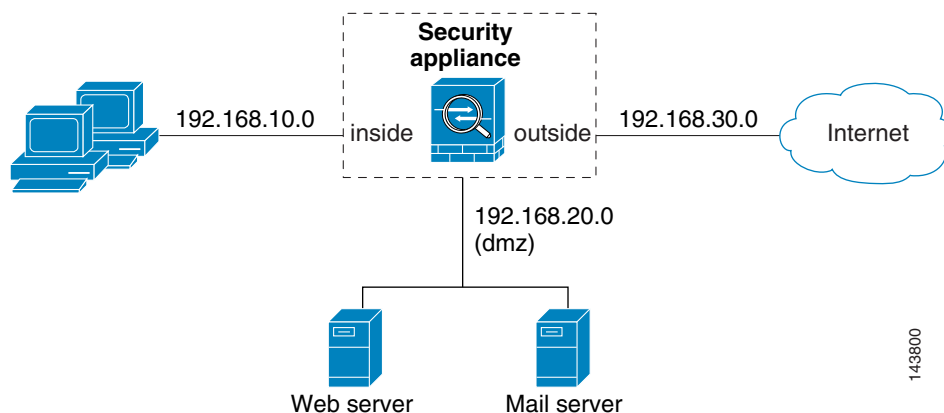 Security
appliance
192.168.10.0
inside
outside
192.168.30.0
Internet
192.168.20.0
(dmz)
Web server
Mail server
143800